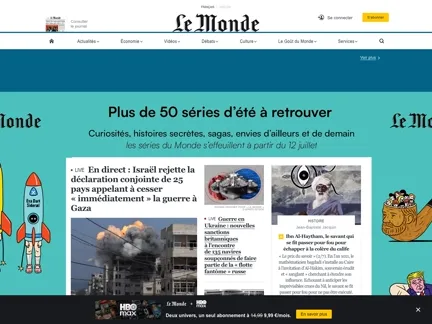 Français
Consulter
le journal
Le Monde
Se connecter
S'abonner
Actualités
Économie
Vidéos
Débats
Culture
Le Goût du Monde
Services
Voir plus
Plus de 50 séries d'été à retrouver
Curiosités, histoires secrètes, sagas, envies d'ailleurs et de demain
les séries du Monde s'effeuillent à partir du 12 juillet
Monde
Le Mon
LIVE En direct : Israël rejette la
déclaration conjointe de 25
pays appelant à cesser
« immédiatement » la guerre à
Gaza
LIVE Guerre en
Ukraine : nouvelles
sanctions
britanniques
à l'encontre
de 135 navires
soupçonnés de faire
partie de la « flotte
fantôme » russe
HISTOIRE
Ibn Al-Haytham, le savant qui
se fit passer pour fou pour
échapper à la colère du calife
Le Monde + HBO max
Deux univers, un seul abonnement à 14,99 9,99 €/mois.
En savoir plus